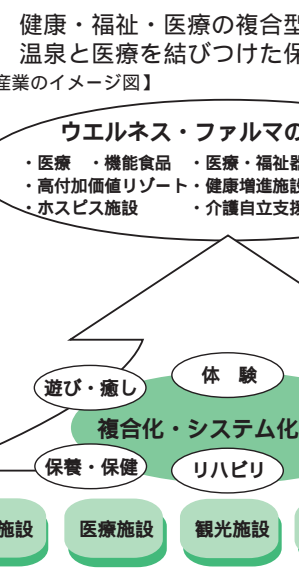 健康・福祉・医療の複合型
温泉と医療を結びつけた保
産業のイメージ図】
ウエルネス・ファルマの
・医療 ・機能食品 ・医療・福祉器
・高付加価値リゾート・健康増進施設
・ホスピス施設 ・介護自立支援
遊び・癒し
体 験
複合化・システム化
保養・保健
リハビリ
施設
医療施設
観光施設